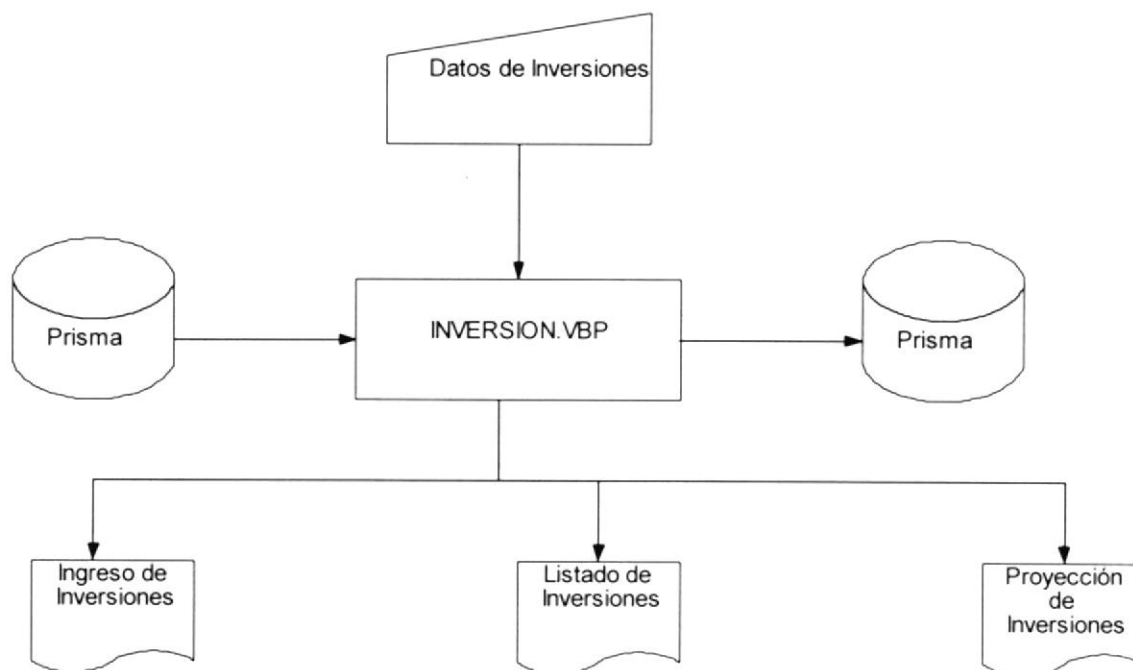 Datos de Inversiones
Prisma
INVERSION.VBP
Prisma
Ingreso de
Inversiones
Listado de
Inversiones
Proyección
de
Inversiones